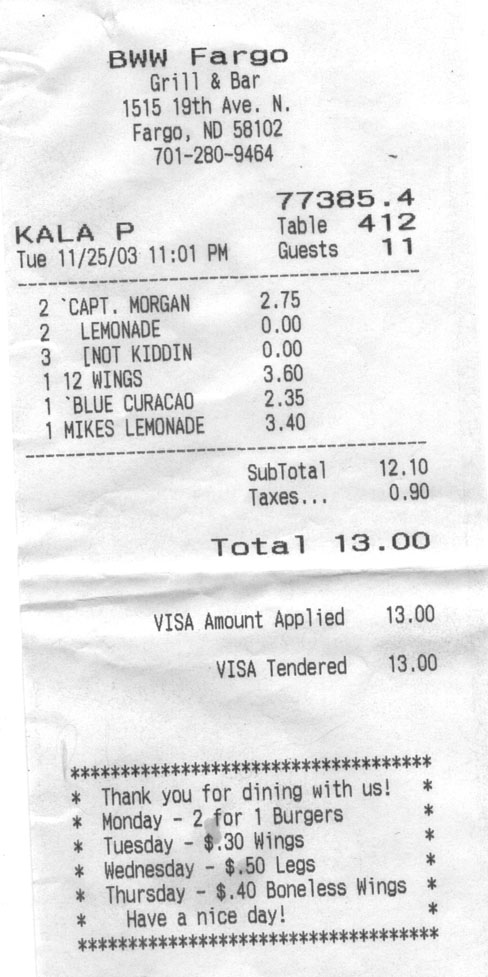 BWW Fargo
Grill & Bar
1515 19th Ave. N.
Fargo, ND 58102
701-280-9464
77385.4
KALA P Table 412
Tue 11/25/03 11:01 PM Guests 11
--------------------------------------
2 `CAPT. MORGAN 2.75
2 LEMONADE 0.00
3 [NOT KIDDIN 0.00
1 12 WINGS 3.60
1 `BLUE CURACAO 2.35
1 MIKES LEMONADE 3.40
--------------------------------------
SubTotal 12.10
Taxes... 0.90
Total 13.00
VISA Amount Applied 13.00
VISA Tendered 13.00
************************************
* Thank you for dining with us! *
* Monday - 2 for 1 Burgers *
* Tuesday - $.30 Wings *
* Wednesday - $.50 Legs *
* Thursday - $.40 Boneless Wings *
* Have a nice day! *
************************************